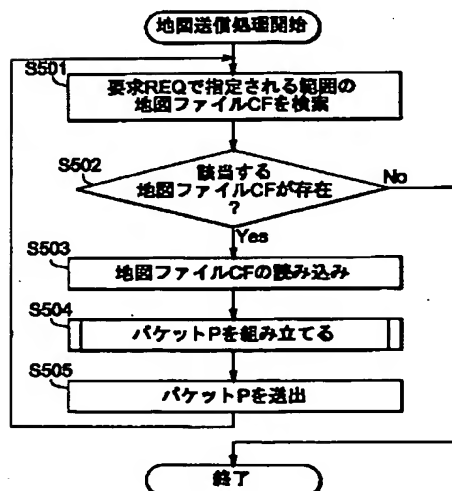 地図送信処理開始
S501
要求REQで指定される範囲の
地図ファイルCFを検索
S502
該当する
地図ファイルCFが存在
?
No
Yes
S503
地図ファイルCFの読み込み
S504
パケットPを組み立てる
S505
パケットPを送出
終了